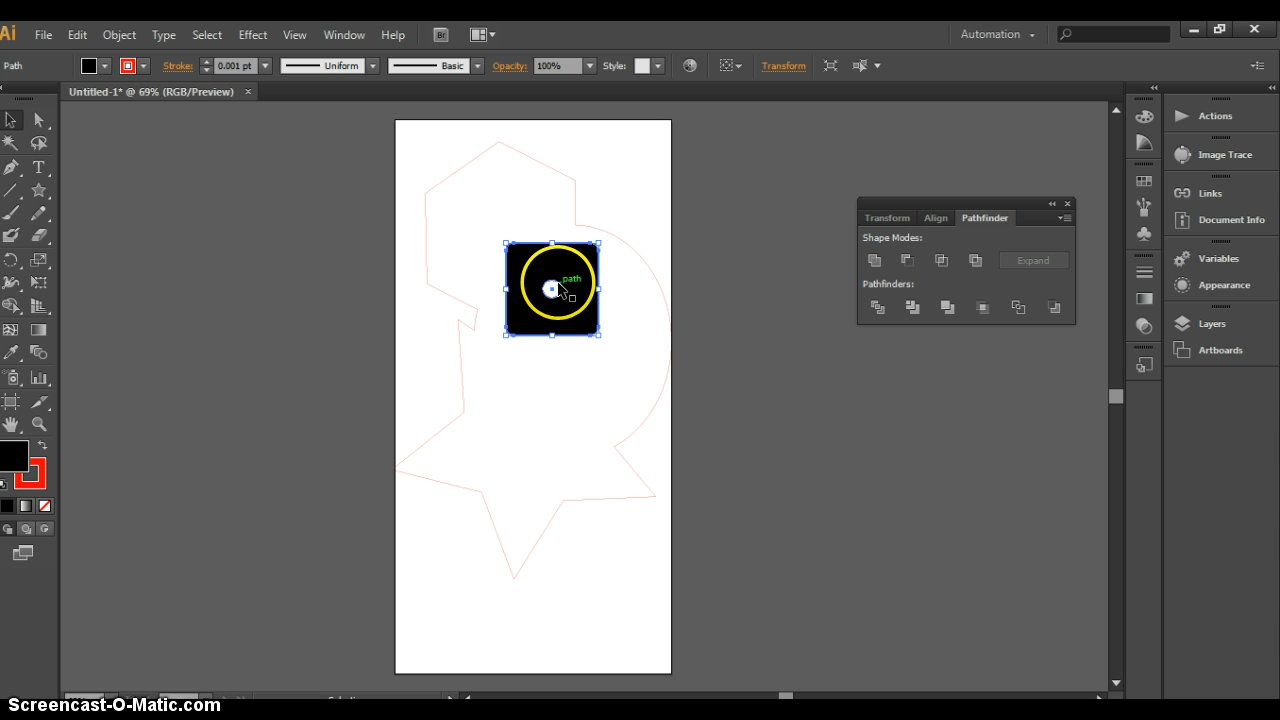 Ai File Edit Object Type Select Effect View Window Help Br Automation
Path Stroke: 0.001 pt Uniform Basic Opacity: 100% Style: Transform
Untitled-1* @ 69% (RGB/Preview) ×
Actions
Image Trace
Links
Document Info
Variables
Appearance
Layers
Artboards
Transform Align Pathfinder
Shape Modes:
Expand
Pathfinders:
path
T
Screencast-O-Matic.com